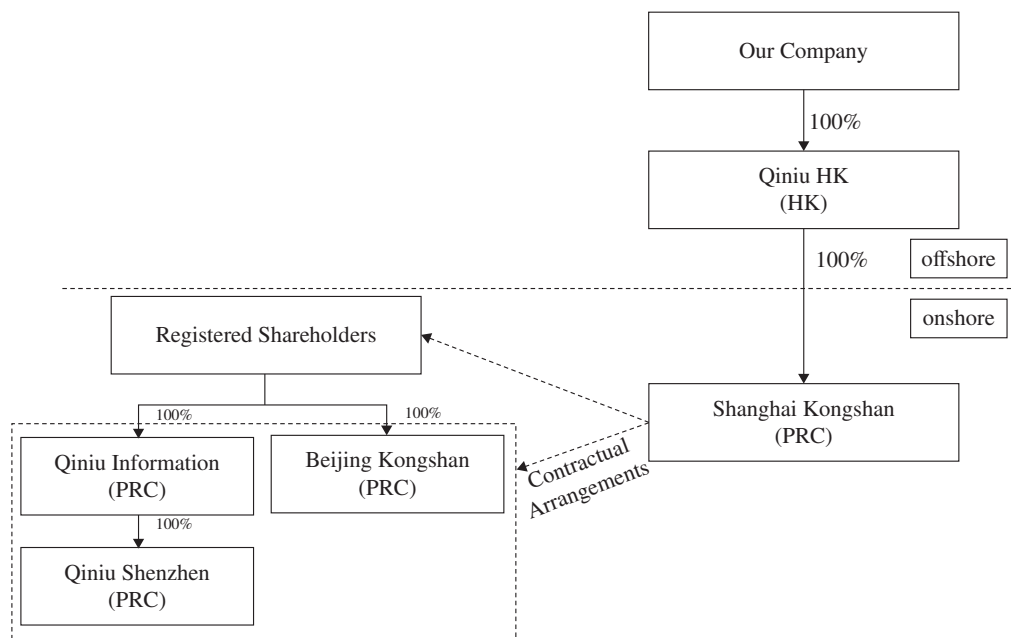 Our Company
100%
Qiniu HK
(HK)
100%
offshore
onshore
Registered Shareholders
Shanghai Kongshan
(PRC)
100%
100%
Qiniu Information
(PRC)
Beijing Kongshan
(PRC)
Contractual
Arrangements
100%
Qiniu Shenzhen
(PRC)